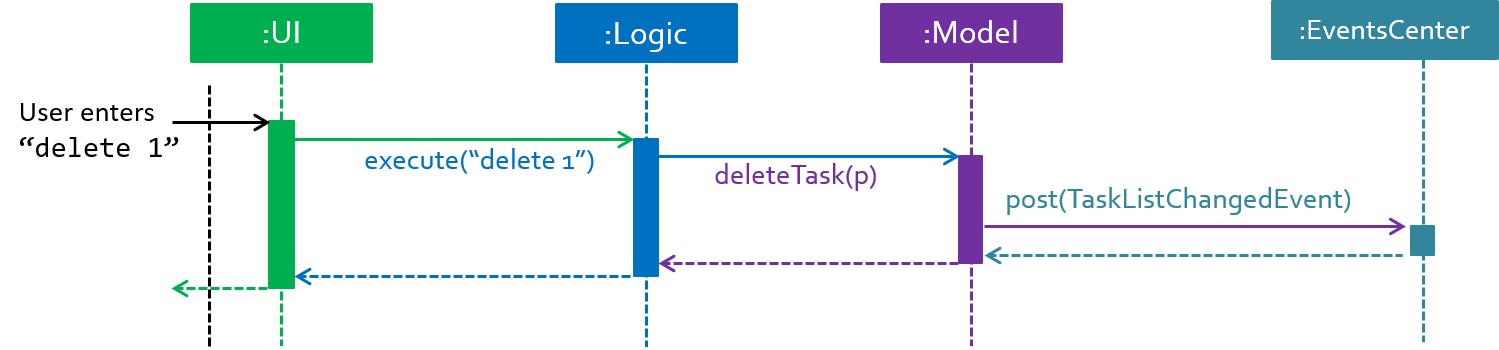 :UI
:Logic
:Model
:EventsCenter
User enters
“delete 1”
execute(“delete 1”)
deleteTask(p)
post(TaskListChangedEvent)